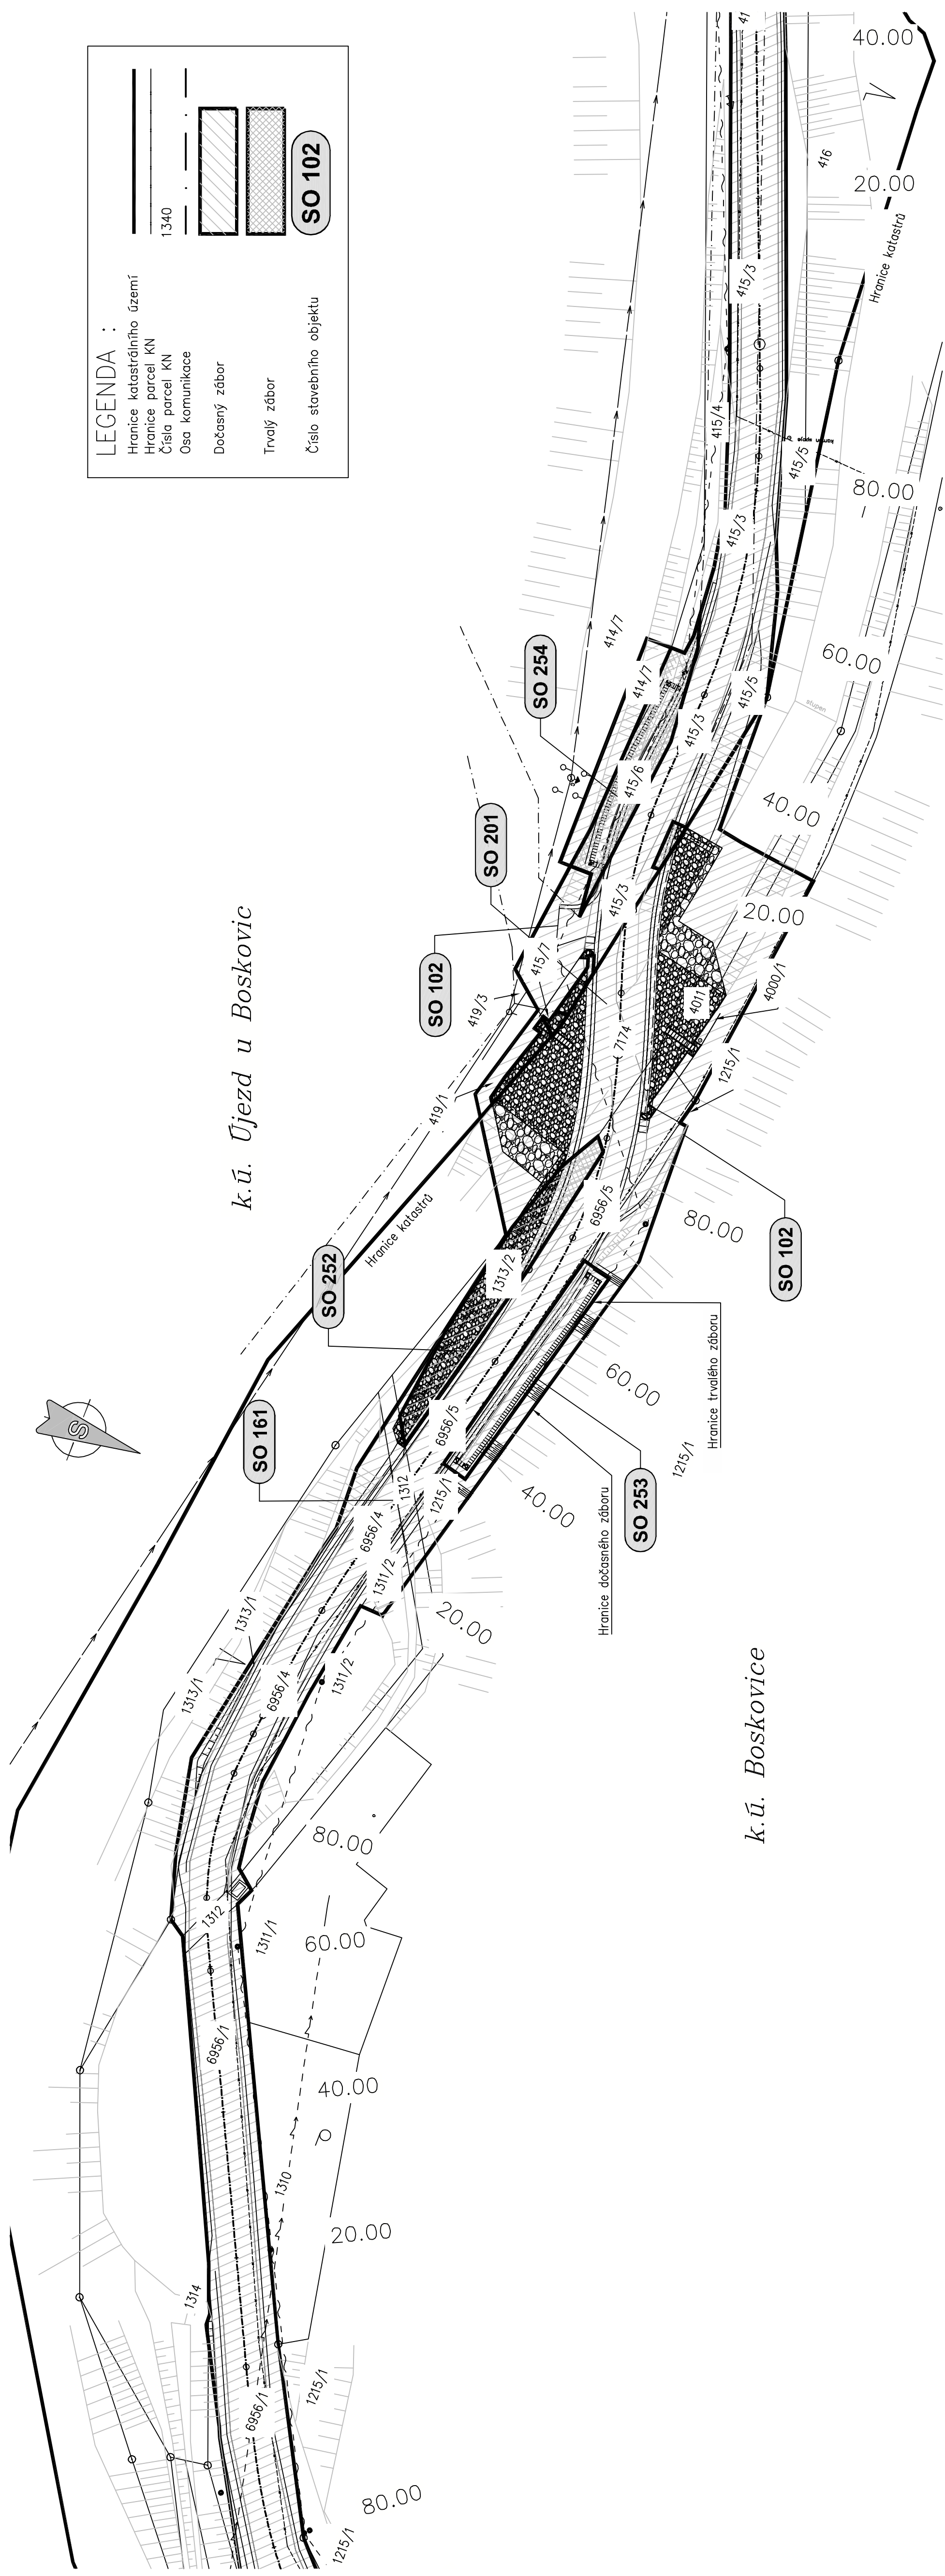 LEGENDA :
Hranice katastrálního území
Hranice parcel KN
Čísla parcel KN
1340
Osa komunikace
Dočasný zábor
Trvalý zábor
Číslo stavebního objektu
SO 102
k.ú. Újezd u Boskovic
k.ú. Boskovice
40.00
41
416
20.00
Hranice katastrů
415/3
415/4
415/5
80.00
415/3
60.00
414/7
414/7
SO 254
415/5
415/3
415/6
40.00
SO 201
415/3
20.00
SO 102
415/7
419/3
4011
4000/1
7174
1215/1
419/1
Hranice katastrů
6956/5
80.00
SO 102
SO 252
1313/2
Hranice trvalého záboru
60.00
S
SO 161
6956/5
1215/1
1312
1215/1
40.00
SO 253
Hranice dočasného záboru
6956/4
1311/2
20.00
1313/1
1313/1
6956/4
1311/2
80.00
1312
1311/1
60.00
6956/1
40.00
1310
20.00
1314
6956/1
1215/1
80.00
1215/1